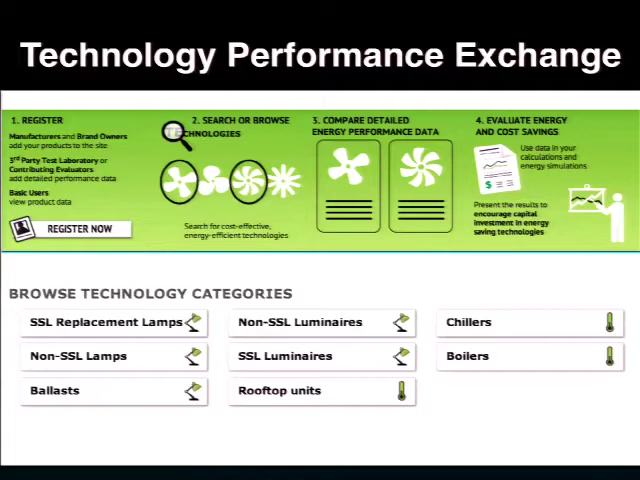 Technology Performance Exchange
1. REGISTER
Manufacturers and Brand Owners
add your products to the site
3rd Party Test Laboratory or
Contributing Evaluators
add detailed performance data
Basic Users
view product data
REGISTER NOW
2. SEARCH OR BROWSE
TECHNOLOGIES
Search for cost-effective,
energy-efficient technologies
3. COMPARE DETAILED
ENERGY PERFORMANCE DATA
4. EVALUATE ENERGY
AND COST SAVINGS
Use data in your
calculations and
energy simulations
$
Present the results to
encourage capital
investment in energy
saving technologies
BROWSE TECHNOLOGY CATEGORIES
SSL Replacement Lamps
Non-SSL Luminaires
Chillers
Non-SSL Lamps
SSL Luminaires
Boilers
Ballasts
Rooftop units